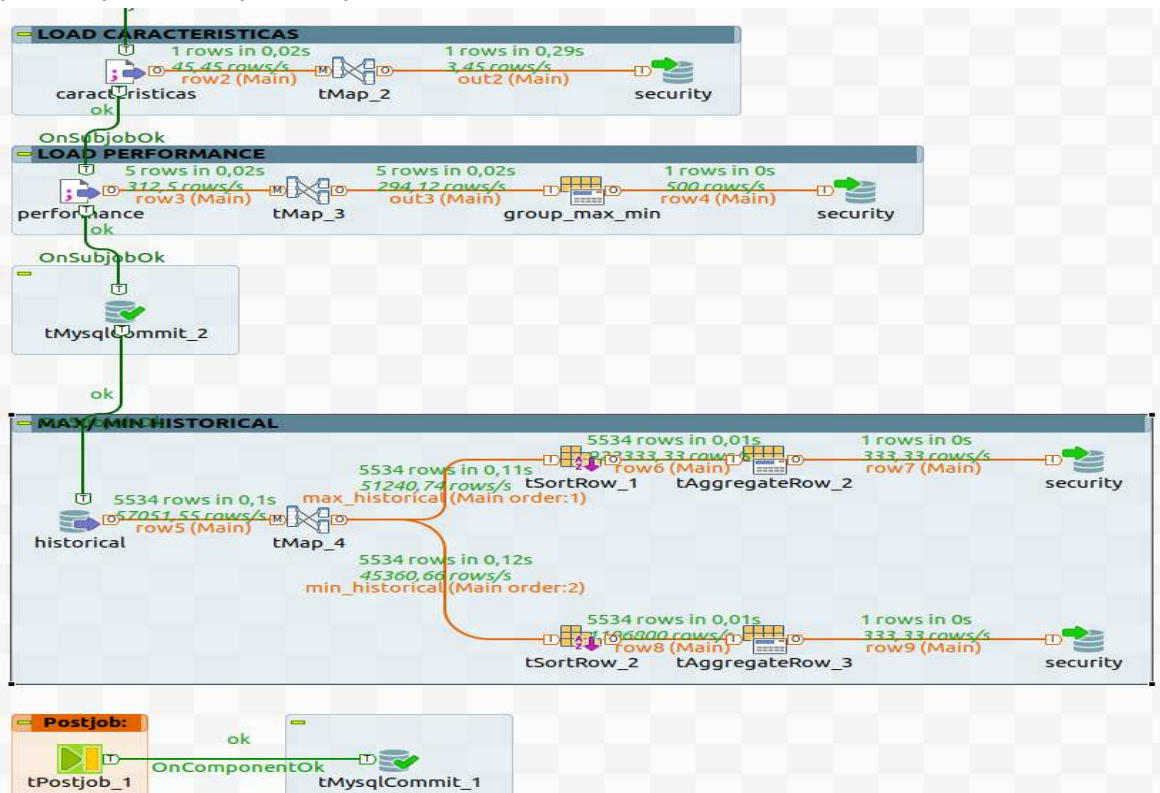 LOAD CARACTERISTICAS
1 rows in 0,02s
45,45 rows/s
row2 (Main)
1 rows in 0,29s
3,45 rows/s
out2 (Main)
caracteristicas
tMap_2
security
ok
OnSubjobOk
LOAD PERFORMANCE
5 rows in 0,02s
312,5 rows/s
row3 (Main)
5 rows in 0,02s
294,12 rows/s
out3 (Main)
1 rows in 0s
500 rows/s
row4 (Main)
performance
tMap_3
group_max_min
security
ok
OnSubjobOk
tMysqlCommit_2
ok
OnSubjobOk
MAX/ MIN HISTORICAL
5534 rows in 0,01s
row6 (Main)
1 rows in 0s
333,33 rows/s
row7 (Main)
5534 rows in 0,11s
51240,74 rows/s
max_historical (Main order:1)
tSortRow_1
tAggregateRow_2
security
5534 rows in 0,1s
57051,55 rows/s
row5 (Main)
historical
tMap_4
5534 rows in 0,12s
45360,66 rows/s
min_historical (Main order:2)
5534 rows in 0,01s
row8 (Main)
1 rows in 0s
333,33 rows/s
row9 (Main)
tSortRow_2
tAggregateRow_3
security
Postjob:
ok
OnComponentOk
tPostjob_1
tMysqlCommit_1